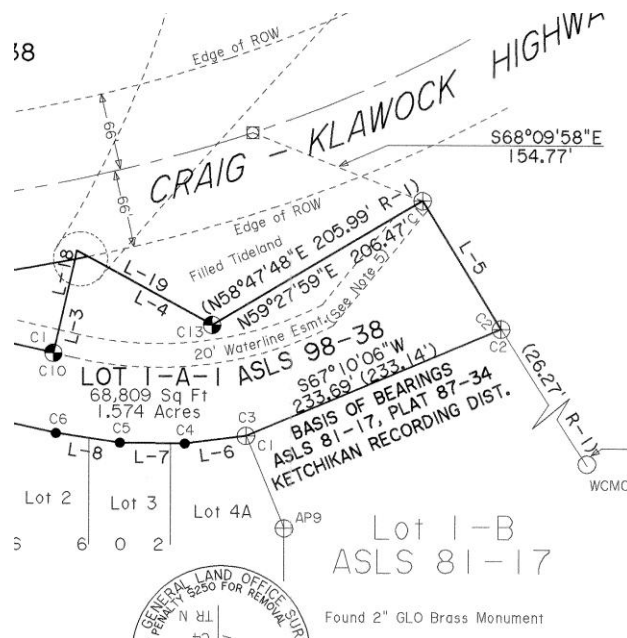 38
Edge of ROW
CRAIG - KLAWOCK HIGHWA
66'
66'
S68°09'58"E
154.77'
Edge of ROW
Filled Tideland
(N58°47'48"E 205.99' R-1)
N59°27'59"E 206.47'
L-18
L-19
L-4
L-3
L-5
C1
C10
C13
20' Waterline Esmt. (See Note 5)
LOT 1-A-1 ASLS 98-38
68,809 Sq Ft
1.574 Acres
S67°10'06"W
233.69' (233.14')
BASIS OF BEARINGS
ASLS 81-17, PLAT 87-34
KETCHIKAN RECORDING DIST.
C2
C2
(26.27' R-1)
WCMC
C6
C5
C4
C3
C1
L-8
L-7
L-6
Lot 2
Lot 3
Lot 4A
AP9
6 0 2
Lot 1-B
ASLS 81-17
GENERAL LAND OFFICE SUR
PENALTY $250 FOR REMOVAL
TR N
Found 2" GLO Brass Monument